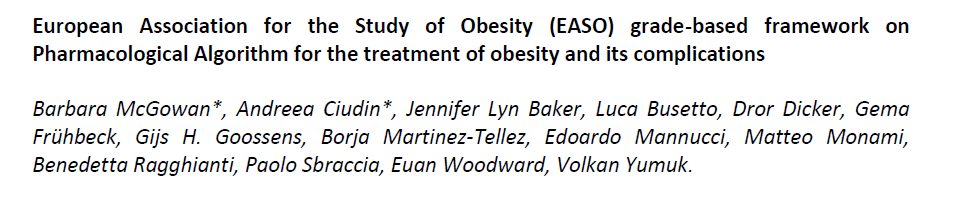 European Association for the Study of Obesity (EASO) grade-based framework on
Pharmacological Algorithm for the treatment of obesity and its complications
Barbara McGowan*, Andreea Ciudin*, Jennifer Lyn Baker, Luca Busetto, Dror Dicker, Gema
Frühbeck, Gijs H. Goossens, Borja Martinez-Tellez, Edoardo Mannucci, Matteo Monami,
Benedetta Ragghianti, Paolo Sbraccia, Euan Woodward, Volkan Yumuk.